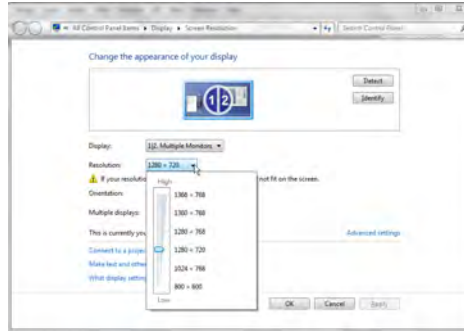 All Control Panel Items ▸ Display ▸ Screen Resolution
Search Control Panel
Change the appearance of your display
1|2
Detect
Identify
Display: 1|2. Multiple Monitors
Resolution: 1280 × 720
If your resolutio
not fit on the screen.
High
Orientation:
1366 × 768
Multiple displays:
1360 × 768
This is currently you
1280 × 768
Advanced settings
Connect to a projec
1280 × 720
Make text and other
1024 × 768
What display setting
800 × 600
Low
OK
Cancel
Apply